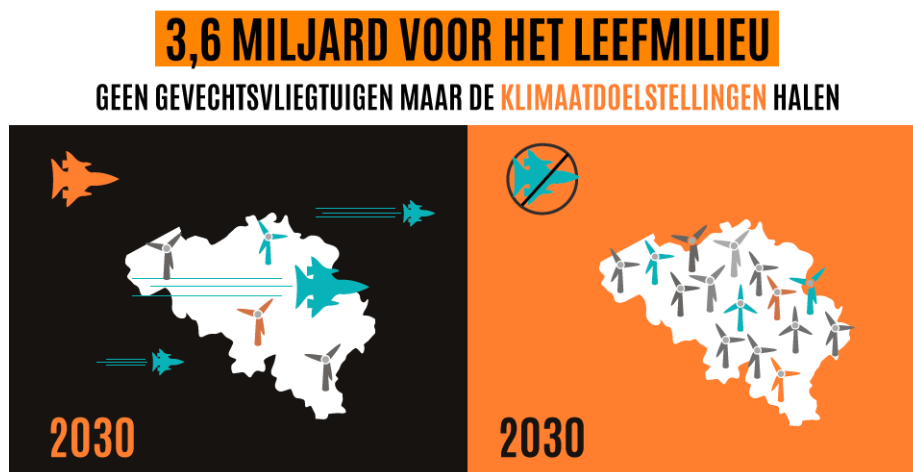 3,6 MILJARD VOOR HET LEEFMILIEU
GEEN GEVECHTSVLIEGTUIGEN MAAR DE KLIMAATDOELSTELLINGEN HALEN
2030
2030